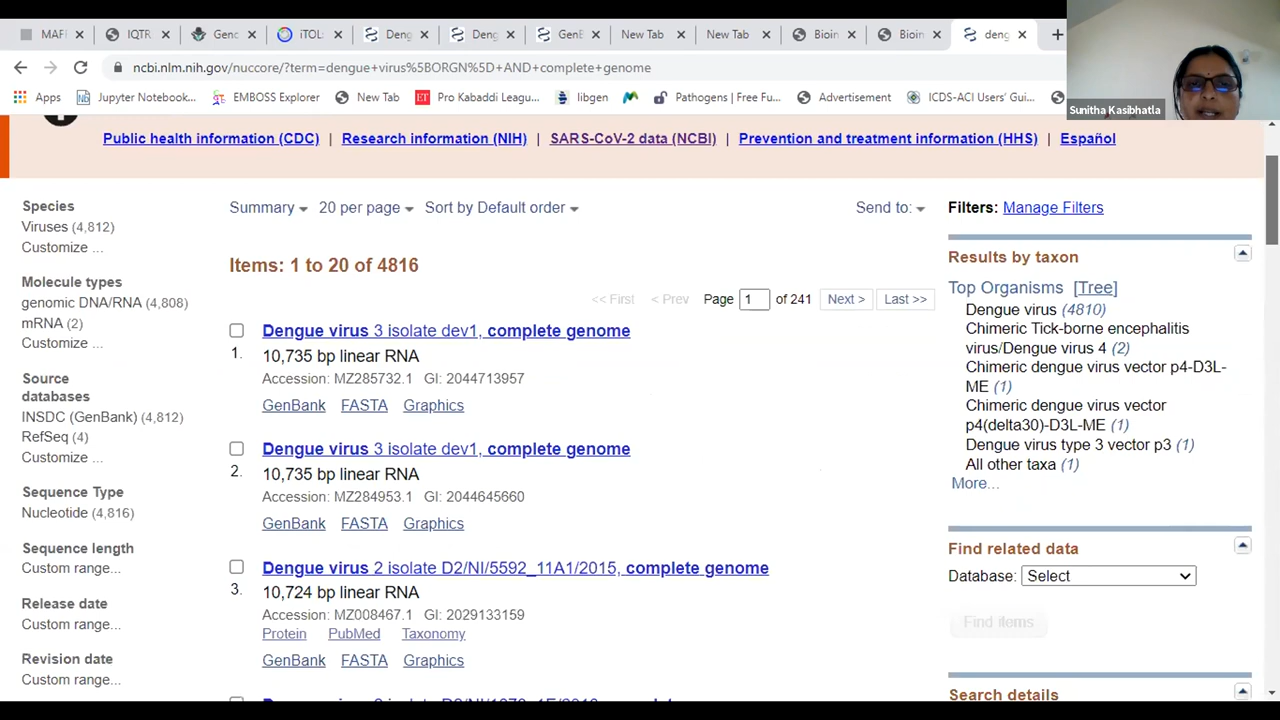 MAFF
IQTR
Genc
iTOL:
Deng
Deng
GenB
New Tab
New Tab
Bioin
Bioin
deng
ncbi.nlm.nih.gov/nuccore/?term=dengue+virus%5BORGN%5D+AND+complete+genome
Apps
Jupyter Notebook...
EMBOSS Explorer
New Tab
Pro Kabaddi Leagu...
libgen
Pathogens | Free Fu...
Advertisement
ICDS-ACI Users' Gui...
Sunitha Kasibhatla
Public health information (CDC) | Research information (NIH) | SARS-CoV-2 data (NCBI) | Prevention and treatment information (HHS) | Español
Species
Viruses (4,812)
Customize ...
Molecule types
genomic DNA/RNA (4,808)
mRNA (2)
Customize ...
Source
databases
INSDC (GenBank) (4,812)
RefSeq (4)
Customize ...
Sequence Type
Nucleotide (4,816)
Sequence length
Custom range...
Release date
Custom range...
Revision date
Custom range...
Summary 20 per page Sort by Default order Send to:
Items: 1 to 20 of 4816
<< First < Prev Page 1 of 241 Next > Last >>
Dengue virus 3 isolate dev1, complete genome
1. 10,735 bp linear RNA
Accession: MZ285732.1 GI: 2044713957
GenBank FASTA Graphics
Dengue virus 3 isolate dev1, complete genome
2. 10,735 bp linear RNA
Accession: MZ284953.1 GI: 2044645660
GenBank FASTA Graphics
Dengue virus 2 isolate D2/NI/5592_11A1/2015, complete genome
3. 10,724 bp linear RNA
Accession: MZ008467.1 GI: 2029133159
Protein PubMed Taxonomy
GenBank FASTA Graphics
Filters: Manage Filters
Results by taxon
Top Organisms [Tree]
Dengue virus (4810)
Chimeric Tick-borne encephalitis
virus/Dengue virus 4 (2)
Chimeric dengue virus vector p4-D3L-
ME (1)
Chimeric dengue virus vector
p4(delta30)-D3L-ME (1)
Dengue virus type 3 vector p3 (1)
All other taxa (1)
More...
Find related data
Database: Select
Find items
Search details